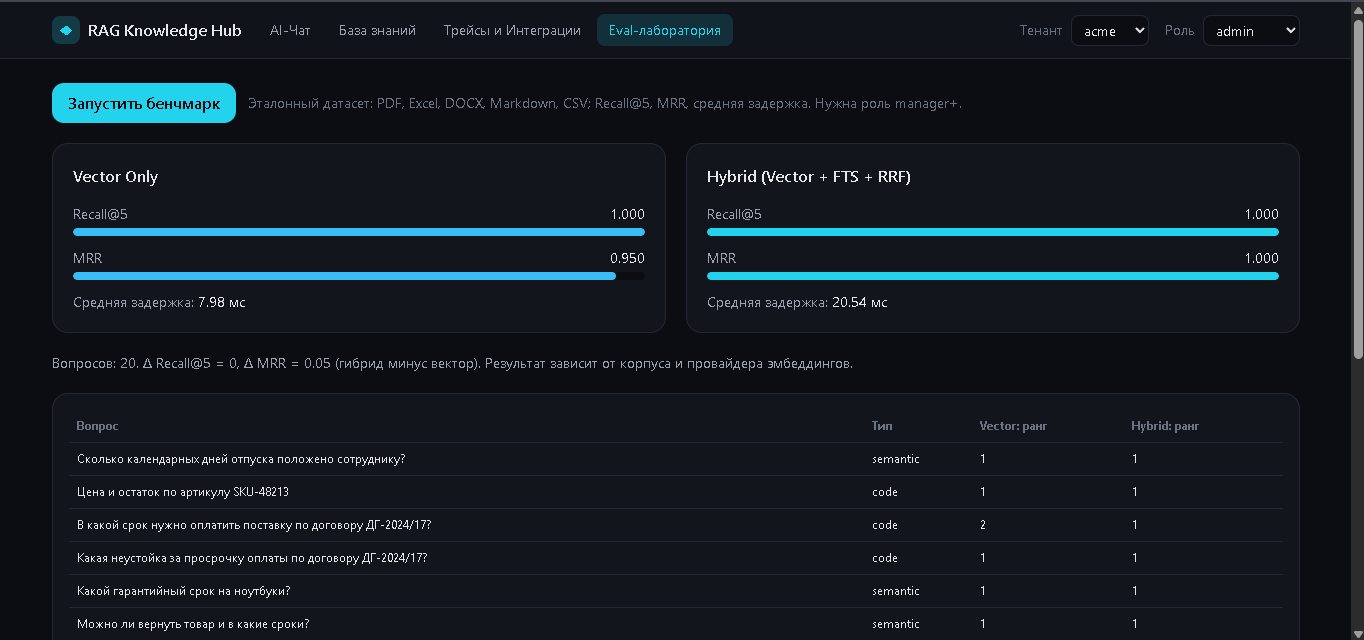 RAG Knowledge Hub AI-Чат База знаний Трейсы и Интеграции Eval-лаборатория Тенант acme Роль admin
Запустить бенчмарк Эталонный датасет: PDF, Excel, DOCX, Markdown, CSV; Recall@5, MRR, средняя задержка. Нужна роль manager+.
Vector Only
Recall@5 1.000
MRR 0.950
Средняя задержка: 7.98 мс
Hybrid (Vector + FTS + RRF)
Recall@5 1.000
MRR 1.000
Средняя задержка: 20.54 мс
Вопросов: 20. Δ Recall@5 = 0, Δ MRR = 0.05 (гибрид минус вектор). Результат зависит от корпуса и провайдера эмбеддингов.
Вопрос Тип Vector: ранг Hybrid: ранг
Сколько календарных дней отпуска положено сотруднику? semantic 1 1
Цена и остаток по артикулу SKU-48213 code 1 1
В какой срок нужно оплатить поставку по договору ДГ-2024/17? code 2 1
Какая неустойка за просрочку оплаты по договору ДГ-2024/17? code 1 1
Какой гарантийный срок на ноутбуки? semantic 1 1
Можно ли вернуть товар и в какие сроки? semantic 1 1